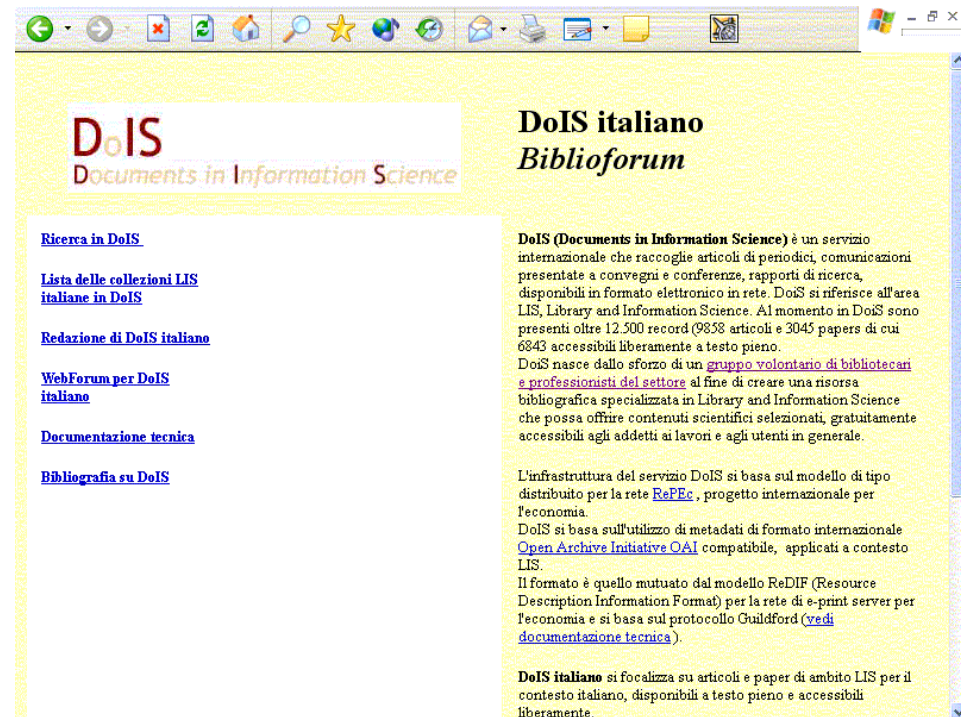 DoIS
Documents in Information Science
DoIS italiano
Biblioforum
Ricerca in DoIS
Lista delle collezioni LIS
italiane in DoIS
Redazione di DoIS italiano
WebForum per DoIS
italiano
Documentazione tecnica
Bibliografia su DoIS
DoIS (Documents in Information Science) è un servizio
internazionale che raccoglie articoli di periodici, comunicazioni
presentate a convegni e conferenze, rapporti di ricerca,
disponibili in formato elettronico in rete. DoiS si riferisce all'area
LIS, Library and Information Science. Al momento in DoiS sono
presenti oltre 12.500 record (9858 articoli e 3045 papers di cui
6843 accessibili liberamente a testo pieno.
DoiS nasce dallo sforzo di un gruppo volontario di bibliotecari
e professionisti del settore al fine di creare una risorsa
bibliografica specializzata in Library and Information Science
che possa offrire contenuti scientifici selezionati, gratuitamente
accessibili agli addetti ai lavori e agli utenti in generale.
L'infrastruttura del servizio DoIS si basa sul modello di tipo
distribuito per la rete RePEc , progetto internazionale per
l'economia.
DoIS si basa sull'utilizzo di metadati di formato internazionale
Open Archive Initiative OAI compatibile, applicati a contesto
LIS.
Il formato è quello mutuato dal modello ReDIF (Resource
Description Information Format) per la rete di e-print server per
l'economia e si basa sul protocollo Guildford (vedi
documentazione tecnica ).
DoIS italiano si focalizza su articoli e paper di ambito LIS per il
contesto italiano, disponibili a testo pieno e accessibili
liberamente.